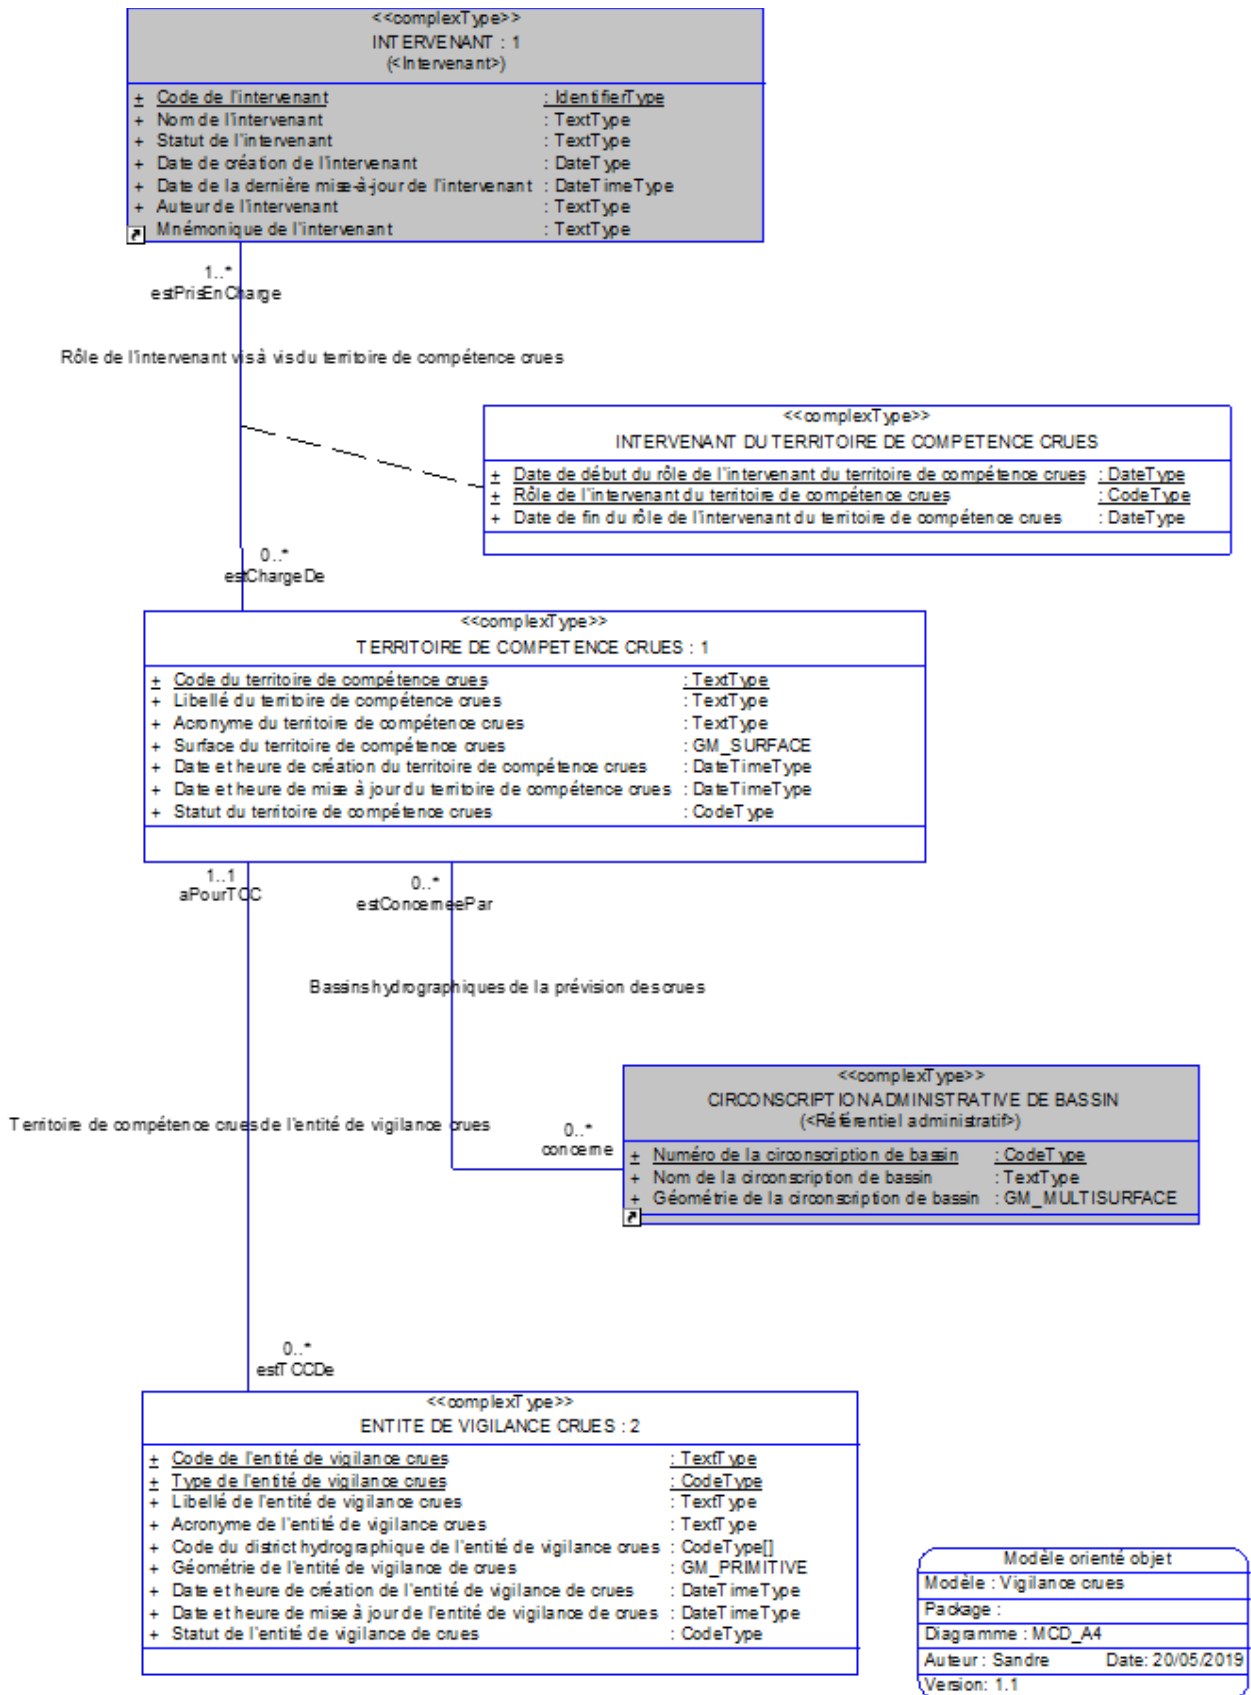 <<complexType>>
INTERVENANT : 1
(<Intervenant>)
+ Code de l'intervenant : IdentifierType
+ Nom de l'intervenant : TextType
+ Statut de l'intervenant : TextType
+ Date de création de l'intervenant : DateType
+ Date de la dernière mise-à-jour de l'intervenant : DateTimeType
+ Auteur de l'intervenant : TextType
Mnémonique de l'intervenant : TextType
1..*
estPrisEnCharge
Rôle de l'intervenant vis à vis du territoire de compétence crues
<<complexType>>
INTERVENANT DU TERRITOIRE DE COMPETENCE CRUES
+ Date de début du rôle de l'intervenant du territoire de compétence crues : DateType
+ Rôle de l'intervenant du territoire de compétence crues : CodeType
+ Date de fin du rôle de l'intervenant du territoire de compétence crues : DateType
0..*
estChargeDe
<<complexType>>
TERRITOIRE DE COMPETENCE CRUES : 1
+ Code du territoire de compétence crues : TextType
+ Libellé du territoire de compétence crues : TextType
+ Acronyme du territoire de compétence crues : TextType
+ Surface du territoire de compétence crues : GM_SURFACE
+ Date et heure de création du territoire de compétence crues : DateTimeType
+ Date et heure de mise à jour du territoire de compétence crues : DateTimeType
+ Statut du territoire de compétence crues : CodeType
1..1
aPourTCC
0..*
estConcerneePar
Bassins hydrographiques de la prévision des crues
<<complexType>>
CIRCONSCRIPTION ADMINISTRATIVE DE BASSIN
(<Référentiel administratif>)
+ Numéro de la circonscription de bassin : CodeType
+ Nom de la circonscription de bassin : TextType
+ Géométrie de la circonscription de bassin : GM_MULTISURFACE
Territoire de compétence crues de l'entité de vigilance crues
0..*
concerne
0..*
estTCCDe
<<complexType>>
ENTITE DE VIGILANCE CRUES : 2
+ Code de l'entité de vigilance crues : TextType
+ Type de l'entité de vigilance crues : CodeType
+ Libellé de l'entité de vigilance crues : TextType
+ Acronyme de l'entité de vigilance crues : TextType
+ Code du district hydrographique de l'entité de vigilance crues : CodeType[]
+ Géométrie de l'entité de vigilance de crues : GM_PRIMITIVE
+ Date et heure de création de l'entité de vigilance de crues : DateTimeType
+ Date et heure de mise à jour de l'entité de vigilance de crues : DateTimeType
+ Statut de l'entité de vigilance de crues : CodeType
Modèle orienté objet
Modèle : Vigilance crues
Package :
Diagramme : MCD_A4
Auteur : Sandre Date: 20/05/2019
Version: 1.1